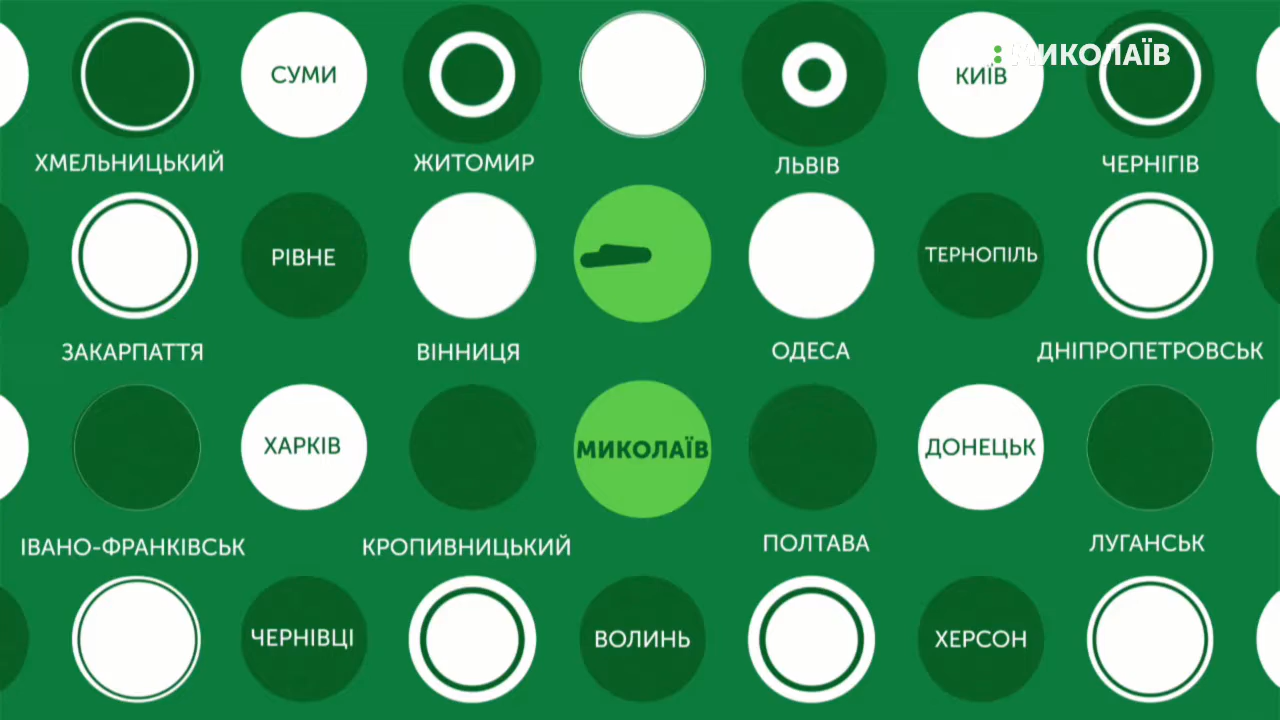 МИКОЛАЇВ
СУМИ
КИЇВ
ХМЕЛЬНИЦЬКИЙ
ЖИТОМИР
ЛЬВІВ
ЧЕРНІГІВ
РІВНЕ
ТЕРНОПІЛЬ
ЗАКАРПАТТЯ
ВІННИЦЯ
ОДЕСА
ДНІПРОПЕТРОВСЬК
ХАРКІВ
МИКОЛАЇВ
ДОНЕЦЬК
ІВАНО-ФРАНКІВСЬК
КРОПИВНИЦЬКИЙ
ПОЛТАВА
ЛУГАНСЬК
ЧЕРНІВЦІ
ВОЛИНЬ
ХЕРСОН